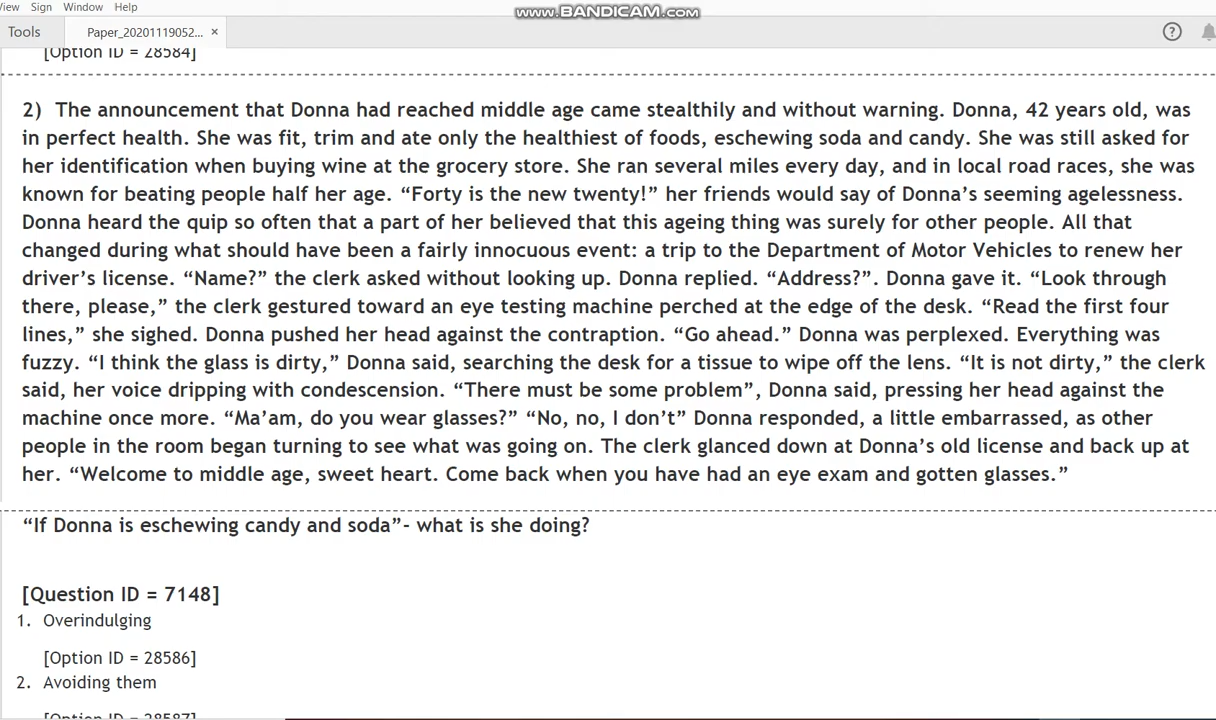 View Sign Window Help
www.BANDICAM.com
Tools
Paper_20201119052... ×
?
[Option ID = 28584]
2) The announcement that Donna had reached middle age came stealthily and without warning. Donna, 42 years old, was
in perfect health. She was fit, trim and ate only the healthiest of foods, eschewing soda and candy. She was still asked for
her identification when buying wine at the grocery store. She ran several miles every day, and in local road races, she was
known for beating people half her age. “Forty is the new twenty!” her friends would say of Donna’s seeming agelessness.
Donna heard the quip so often that a part of her believed that this ageing thing was surely for other people. All that
changed during what should have been a fairly innocuous event: a trip to the Department of Motor Vehicles to renew her
driver’s license. “Name?” the clerk asked without looking up. Donna replied. “Address?”. Donna gave it. “Look through
there, please,” the clerk gestured toward an eye testing machine perched at the edge of the desk. “Read the first four
lines,” she sighed. Donna pushed her head against the contraption. “Go ahead.” Donna was perplexed. Everything was
fuzzy. “I think the glass is dirty,” Donna said, searching the desk for a tissue to wipe off the lens. “It is not dirty,” the clerk
said, her voice dripping with condescension. “There must be some problem”, Donna said, pressing her head against the
machine once more. “Ma’am, do you wear glasses?” “No, no, I don’t” Donna responded, a little embarrassed, as other
people in the room began turning to see what was going on. The clerk glanced down at Donna’s old license and back up at
her. “Welcome to middle age, sweet heart. Come back when you have had an eye exam and gotten glasses.”
“If Donna is eschewing candy and soda”- what is she doing?
[Question ID = 7148]
1. Overindulging
[Option ID = 28586]
2. Avoiding them
[Option ID = 28587]